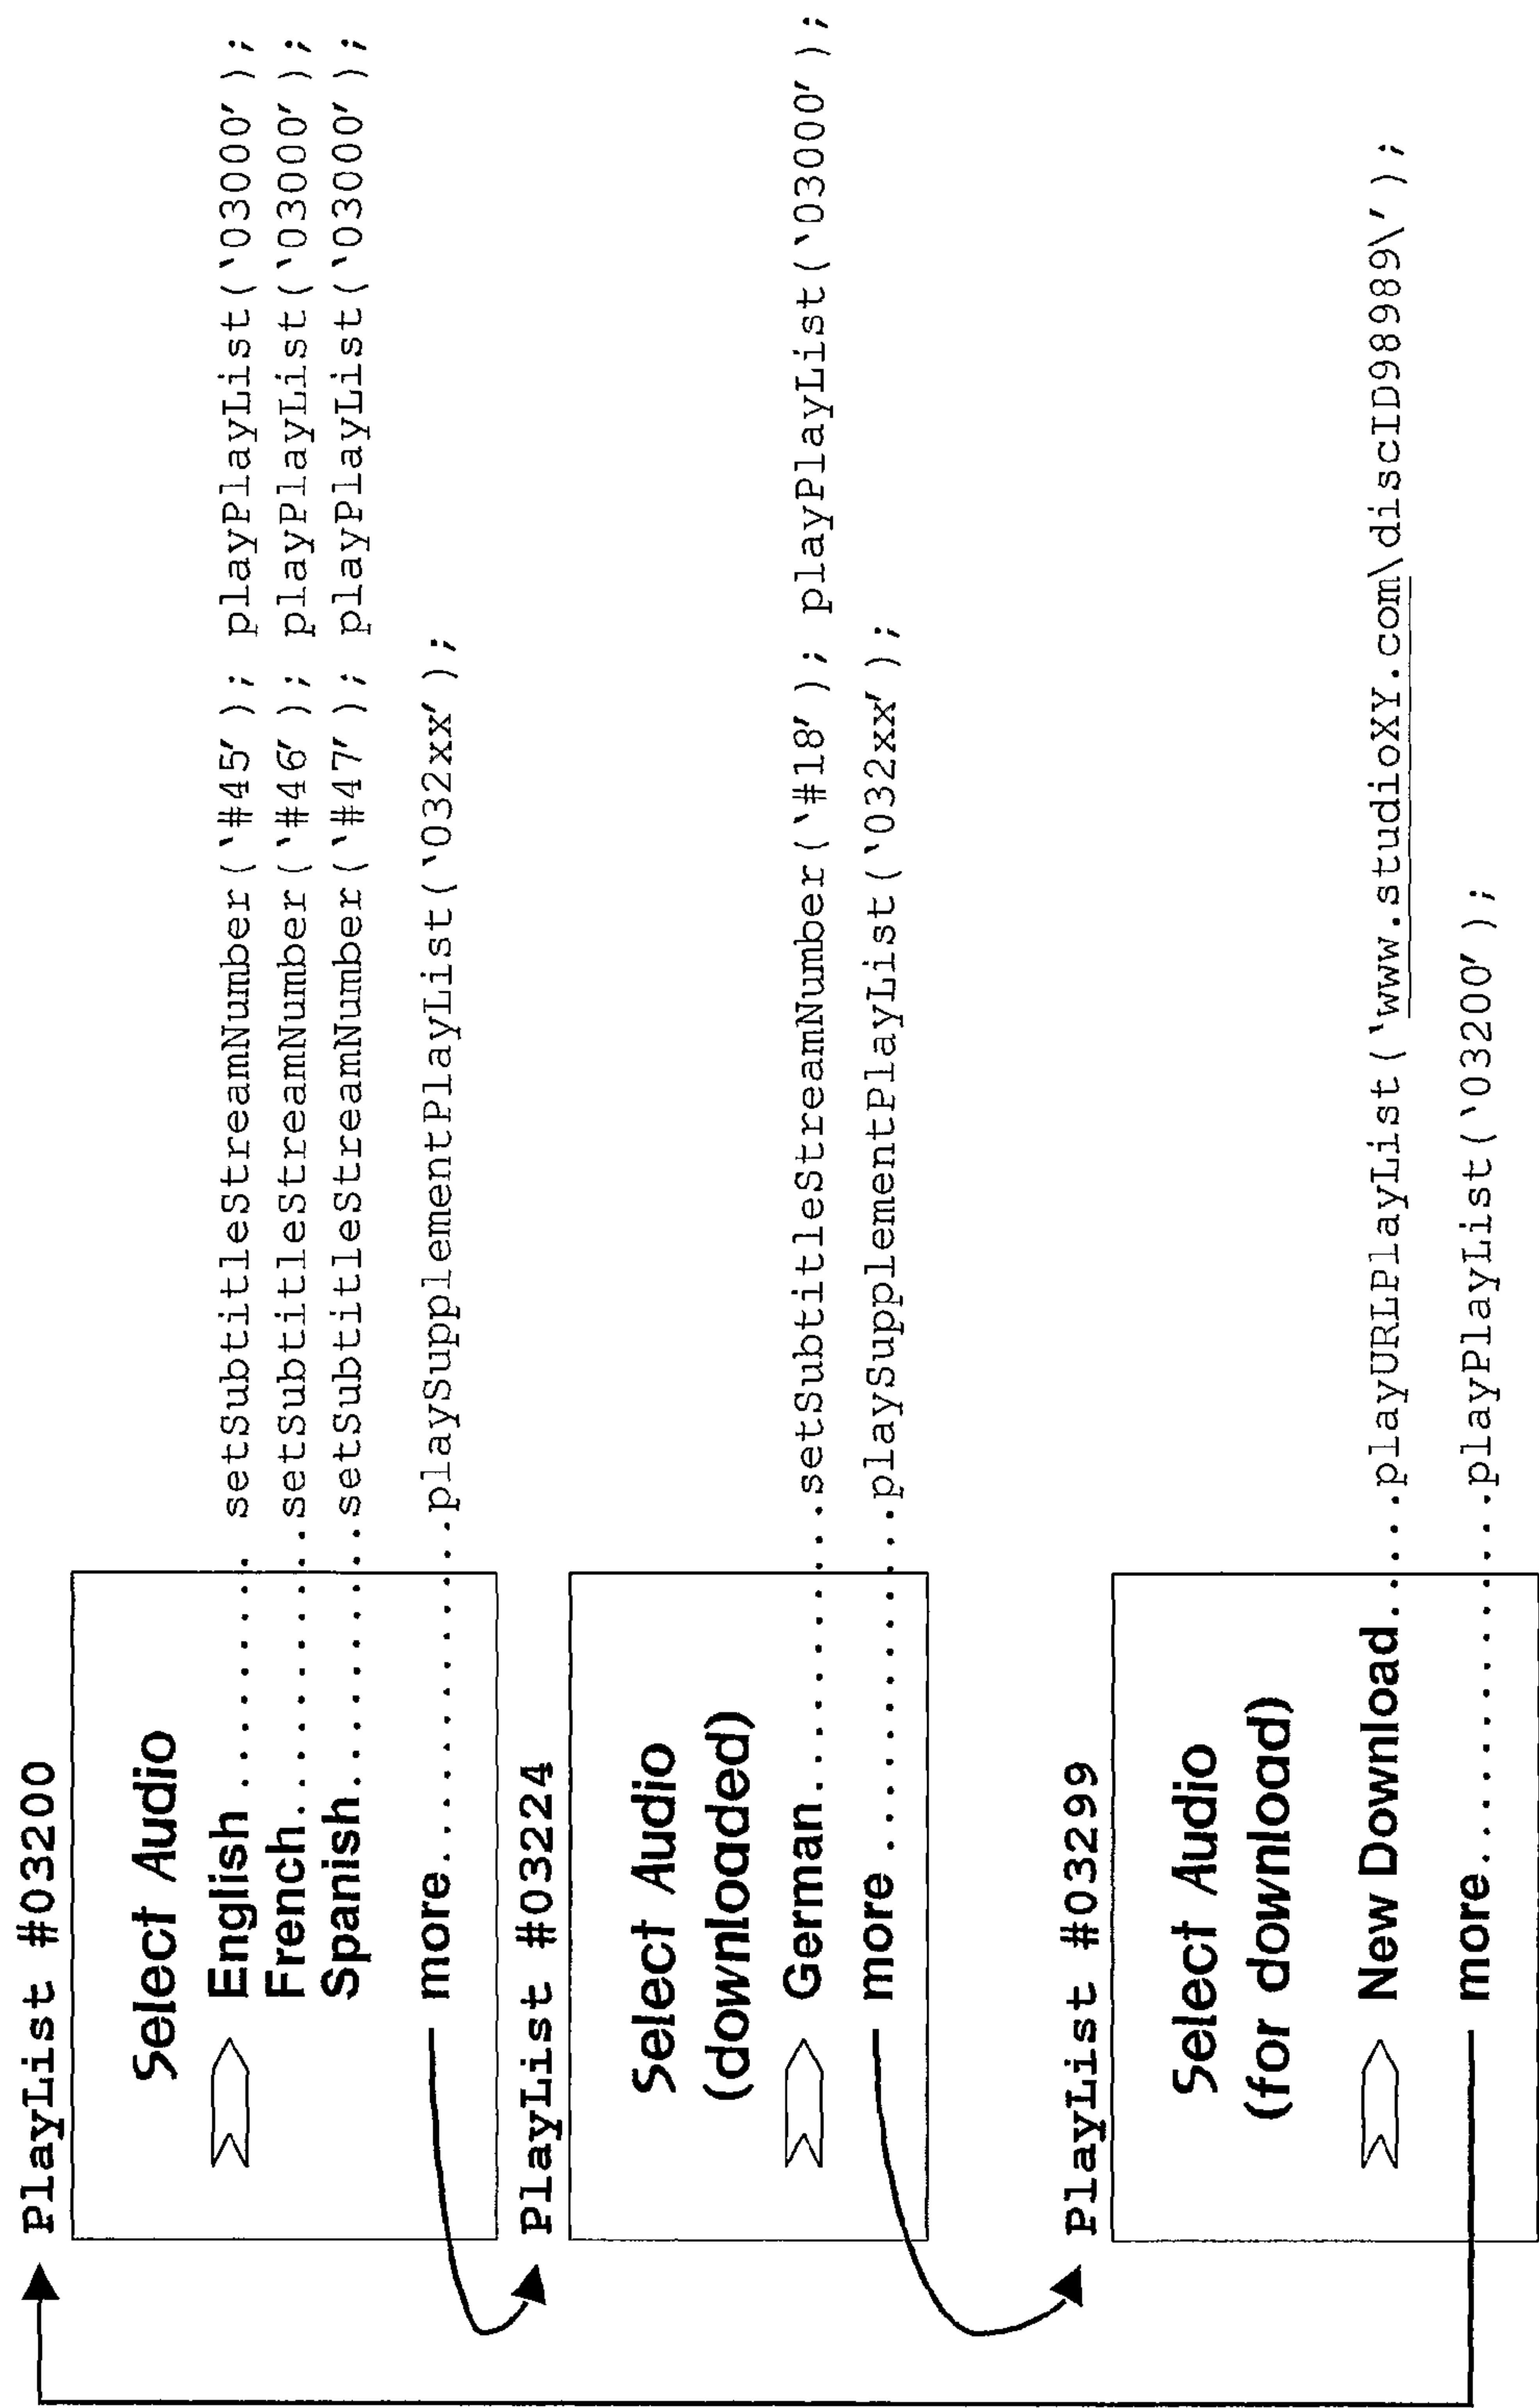 PlayList #03200
Select Audio
English ........... setSubtitleStreamNumber(‵#45′); playPlayList(‵03000′);
French...........setSubtitleStreamNumber(‵#46′); playPlayList(‵03000′);
Spanish...........setSubtitleStreamNumber(‵#47′); playPlayList(‵03000′);
more...............playSupplementPlayList(‵032xx′);
PlayList #03224
Select Audio
(downloaded)
German...........setSubtitleStreamNumber(‵#18′); playPlayList(‵03000′);
more ..............playSupplementPlayList(‵032xx′);
PlayList #03299
Select Audio
(for download)
New Download......playURLPlayList(‵www.studioXY.com\discID98989\′);
more..............playPlayList(‵03200′);